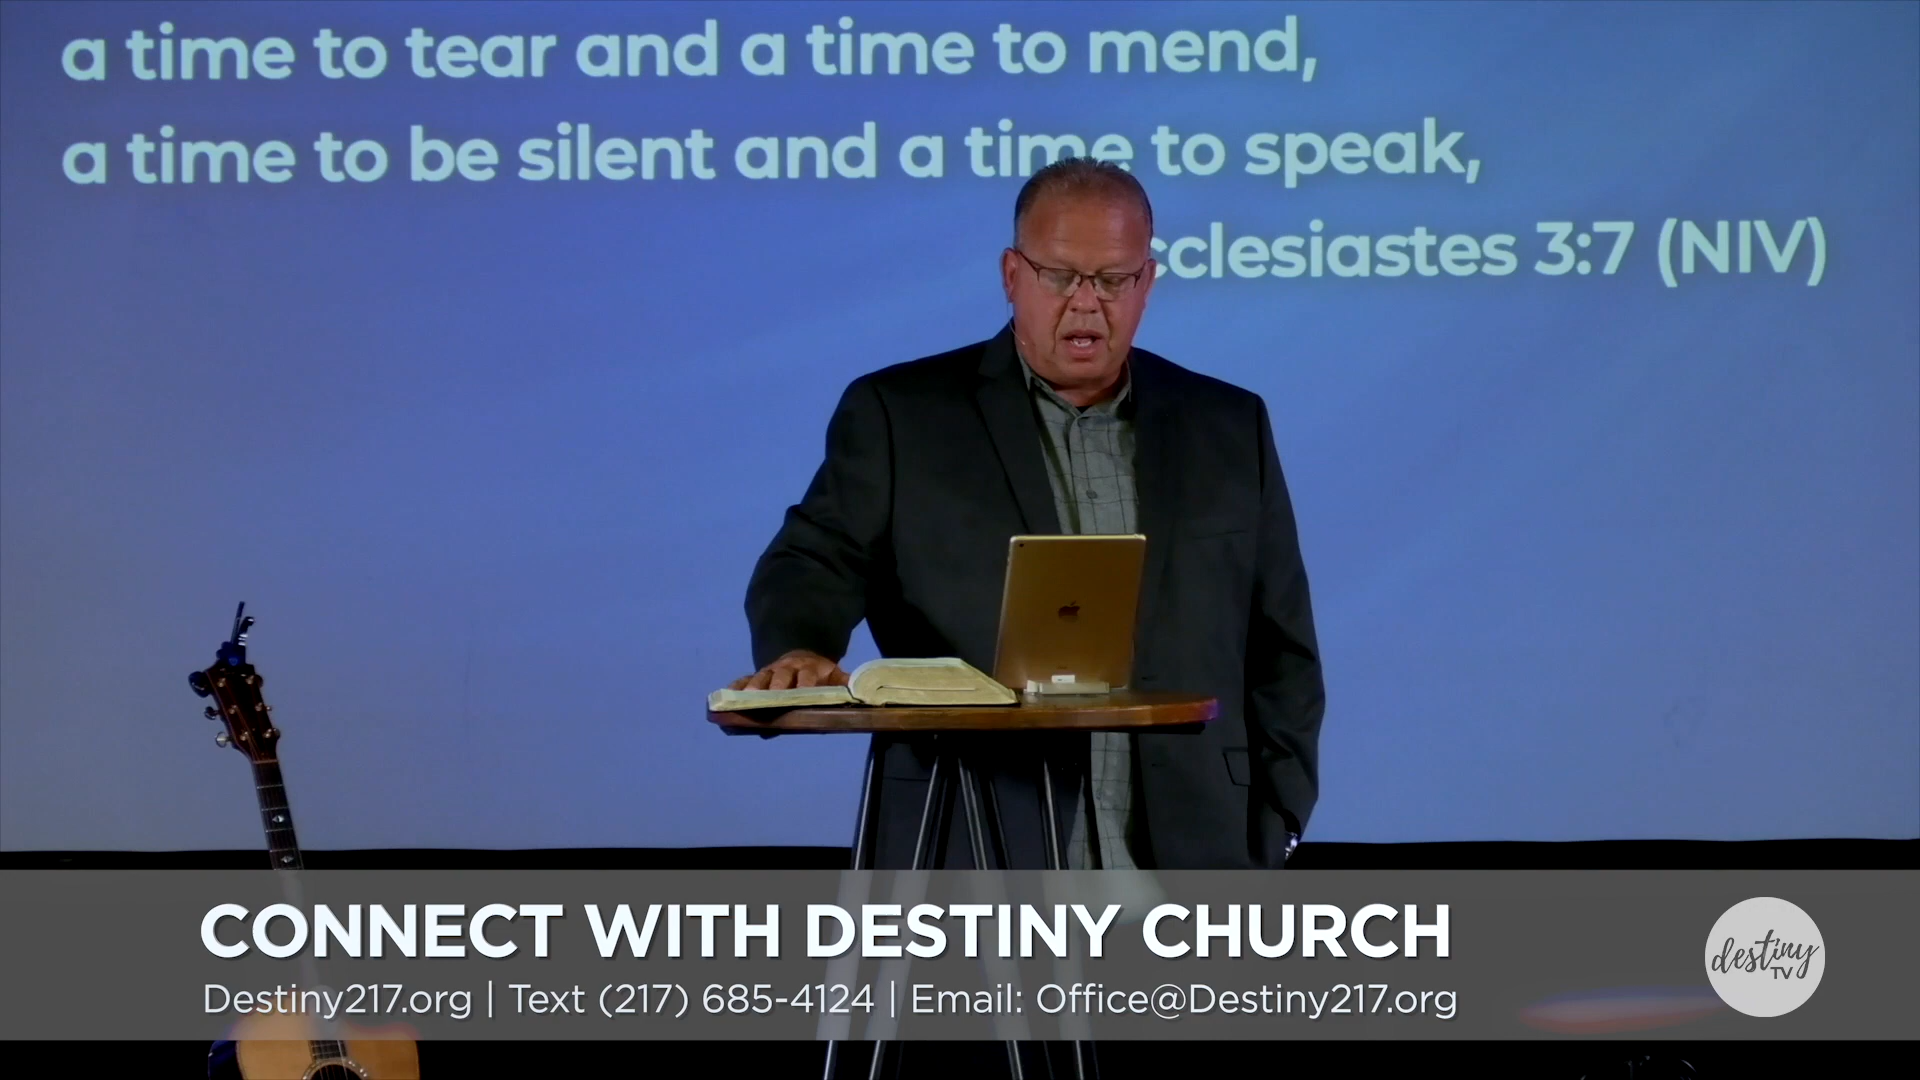 a time to tear and a time to mend,
a time to be silent and a time to speak,
cclesiastes 3:7 (NIV)
CONNECT WITH DESTINY CHURCH
Destiny217.org | Text (217) 685-4124 | Email: Office@Destiny217.org
destiny
TV